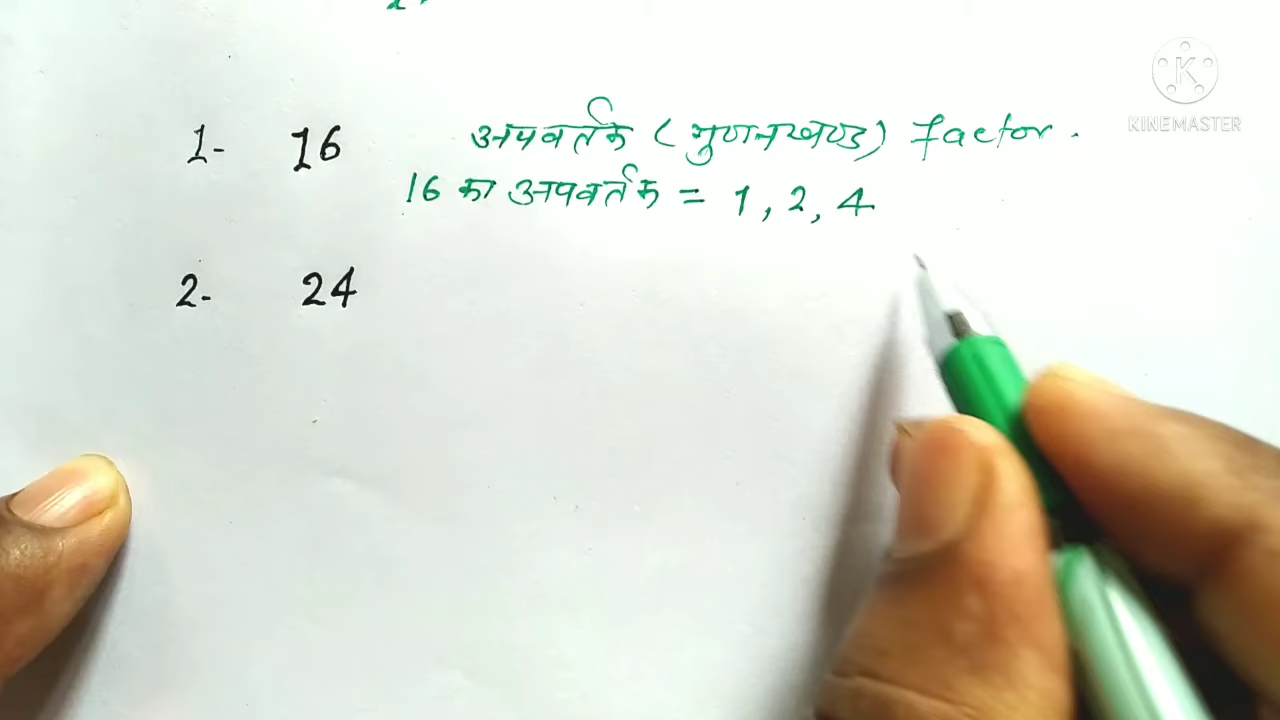 1- 16 अपवर्तक (गुणनखण्ड) factor.
16 का अपवर्तक = 1, 2, 4
2- 24
KINEMASTER